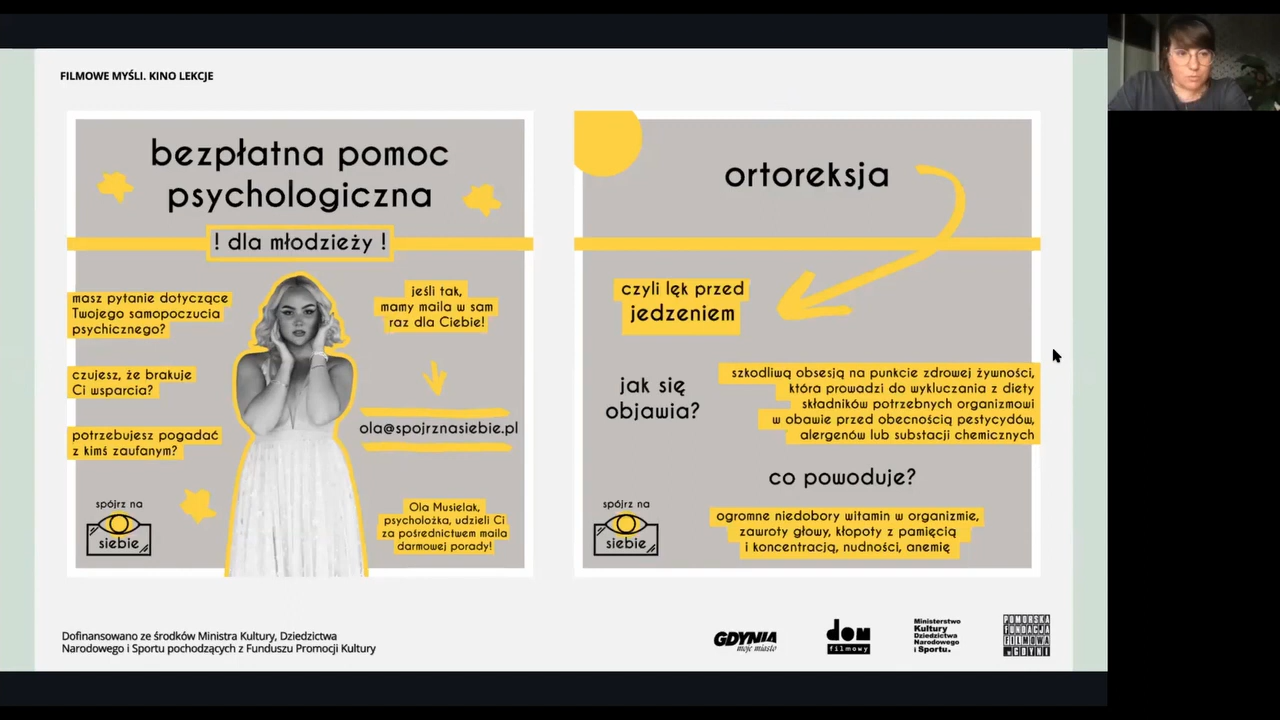 FILMOWE MYŚLI. KINO LEKCJE
bezpłatna pomoc
psychologiczna
! dla młodzieży !
masz pytanie dotyczące
Twojego samopoczucia
psychicznego?
czujesz, że brakuje
Ci wsparcia?
potrzebujesz pogadać
z kimś zaufanym?
jeśli tak,
mamy maila w sam
raz dla Ciebie!
ola@spojrznasiebie.pl
Ola Musielak,
psycholożka, udzieli Ci
za pośrednictwem maila
darmowej porady!
spójrz na
siebie
ortoreksja
czyli lęk przed
jedzeniem
jak się
objawia?
szkodliwą obsesją na punkcie zdrowej żywności,
która prowadzi do wykluczania z diety
składników potrzebnych organizmowi
w obawie przed obecnością pestycydów,
alergenów lub substacji chemicznych
co powoduje?
ogromne niedobory witamin w organizmie,
zawroty głowy, kłopoty z pamięcią
i koncentracją, nudności, anemię
spójrz na
siebie
Dofinansowano ze środków Ministra Kultury, Dziedzictwa
Narodowego i Sportu pochodzących z Funduszu Promocji Kultury
GDYNIA
moje miasto
dom
filmowy
Ministerstwo
Kultury
Dziedzictwa
Narodowego
i Sportu.
POMORSKA
FUNDACJA
FILMOWA
W GDYNI